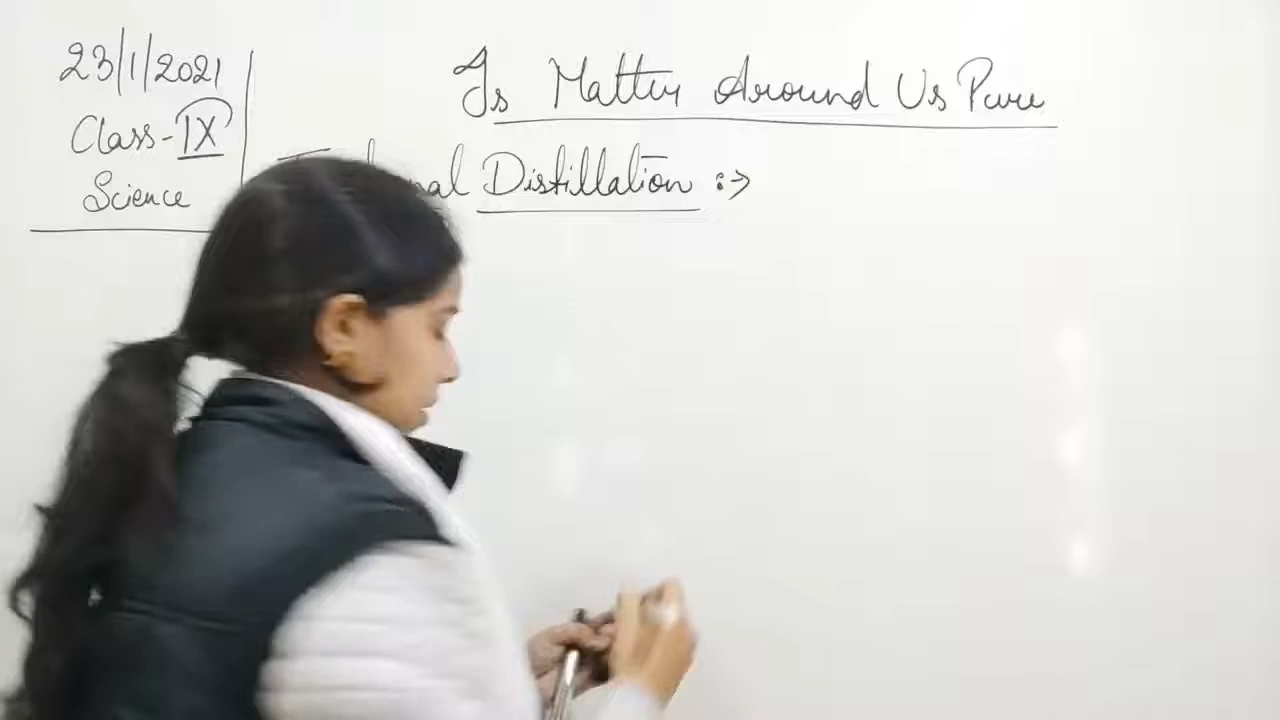 23/1/2021
Class-IX
Science
Is Matter Around Us Pure
Distillation :->